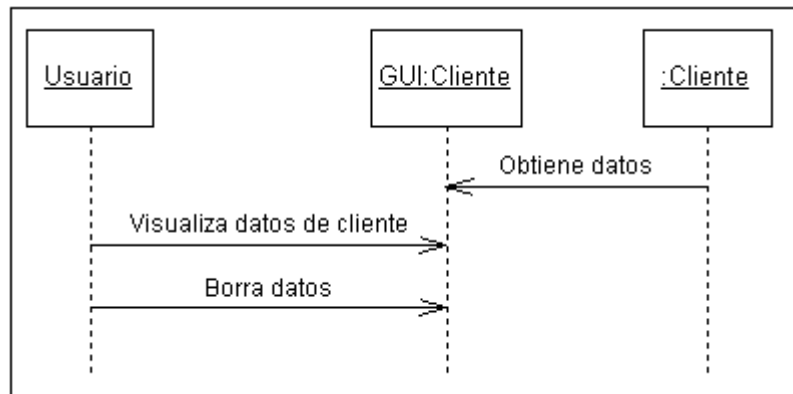 Usuario
GUI:Cliente
:Cliente
Obtiene datos
Visualiza datos de cliente
Borra datos